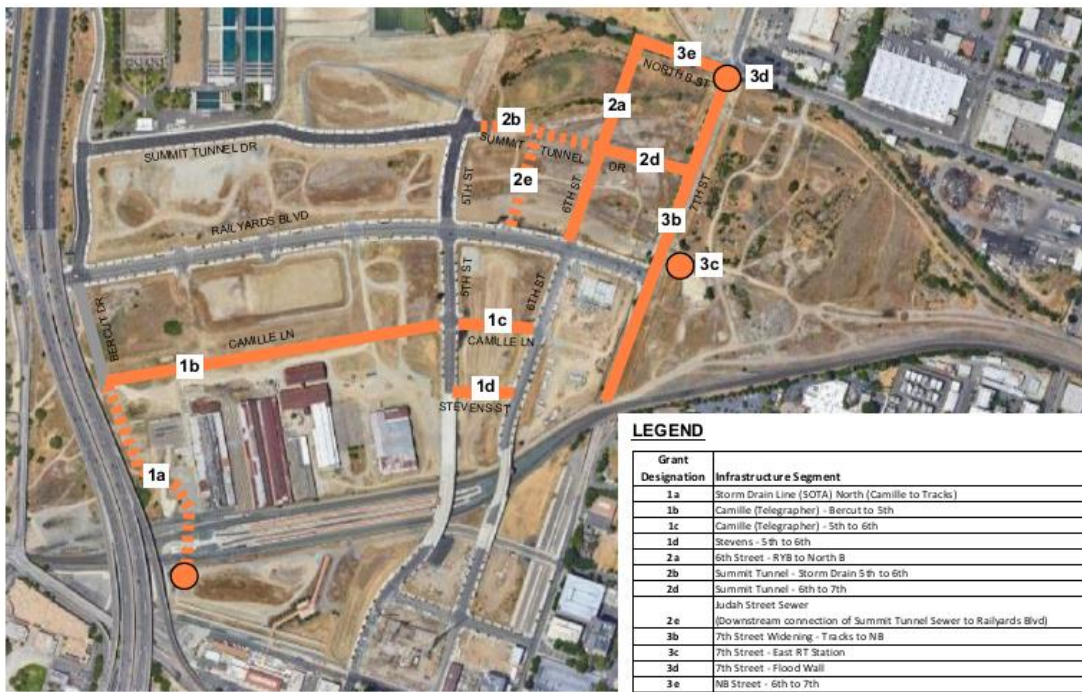 3e
NORTH B ST
3d
2a
2b
SUMMIT TUNNEL DR
SUMMIT TUNNEL DR
2d
2e
5TH ST
6TH ST
7TH ST
RAILYARDS BLVD
3b
3c
5TH ST
6TH ST
BERCUT DR
CAMILLE LN
1c
CAMILLE LN
1b
1d
STEVENS ST
1a
LEGEND
Grant
Designation Infrastructure Segment
1a Storm Drain Line (SOTA) North (Camille to Tracks)
1b Camille (Telegrapher) - Bercut to 5th
1c Camille (Telegrapher) - 5th to 6th
1d Stevens - 5th to 6th
2a 6th Street - RYB to North B
2b Summit Tunnel - Storm Drain 5th to 6th
2d Summit Tunnel - 6th to 7th
Judah Street Sewer
2e (Downstream connection of Summit Tunnel Sewer to Railyards Blvd)
3b 7th Street Widening - Tracks to NB
3c 7th Street - East RT Station
3d 7th Street - Flood Wall
3e NB Street - 6th to 7th